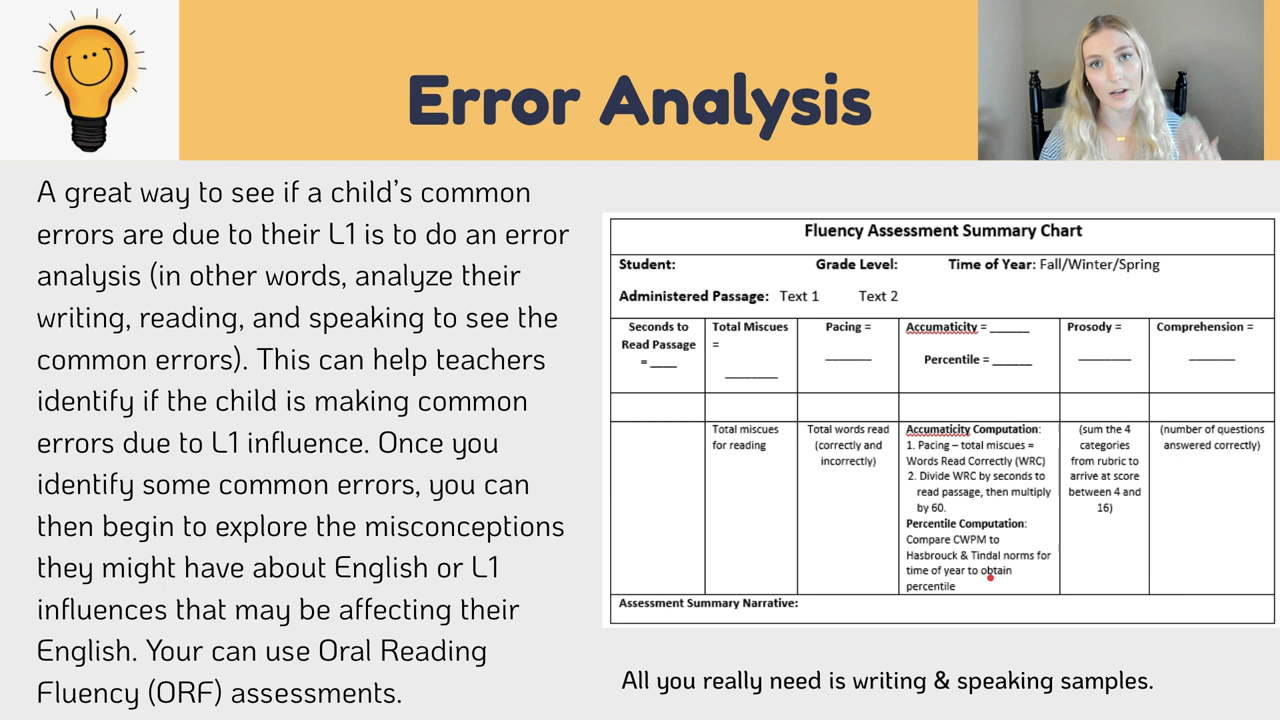 Error Analysis
A great way to see if a child's common
errors are due to their L1 is to do an error
analysis (in other words, analyze their
writing, reading, and speaking to see the
common errors). This can help teachers
identify if the child is making common
errors due to L1 influence. Once you
identify some common errors, you can
then begin to explore the misconceptions
they might have about English or L1
influences that may be affecting their
English. Your can use Oral Reading
Fluency (ORF) assessments.
Fluency Assessment Summary Chart
Student: Grade Level: Time of Year: Fall/Winter/Spring
Administered Passage: Text 1 Text 2
Seconds to
Read Passage
= ____
Total Miscues
=
________
Pacing =
_______
Accumaticity = ______
Percentile = ______
Prosody =
________
Comprehension =
_______
Total miscues
for reading
Total words read
(correctly and
incorrectly)
Accumaticity Computation:
1. Pacing – total miscues =
Words Read Correctly (WRC)
2. Divide WRC by seconds to
read passage, then multiply
by 60.
Percentile Computation:
Compare CWPM to
Hasbrouck & Tindal norms for
time of year to obtain
percentile
(sum the 4
categories
from rubric to
arrive at score
between 4 and
16)
(number of questions
answered correctly)
Assessment Summary Narrative:
All you really need is writing & speaking samples.